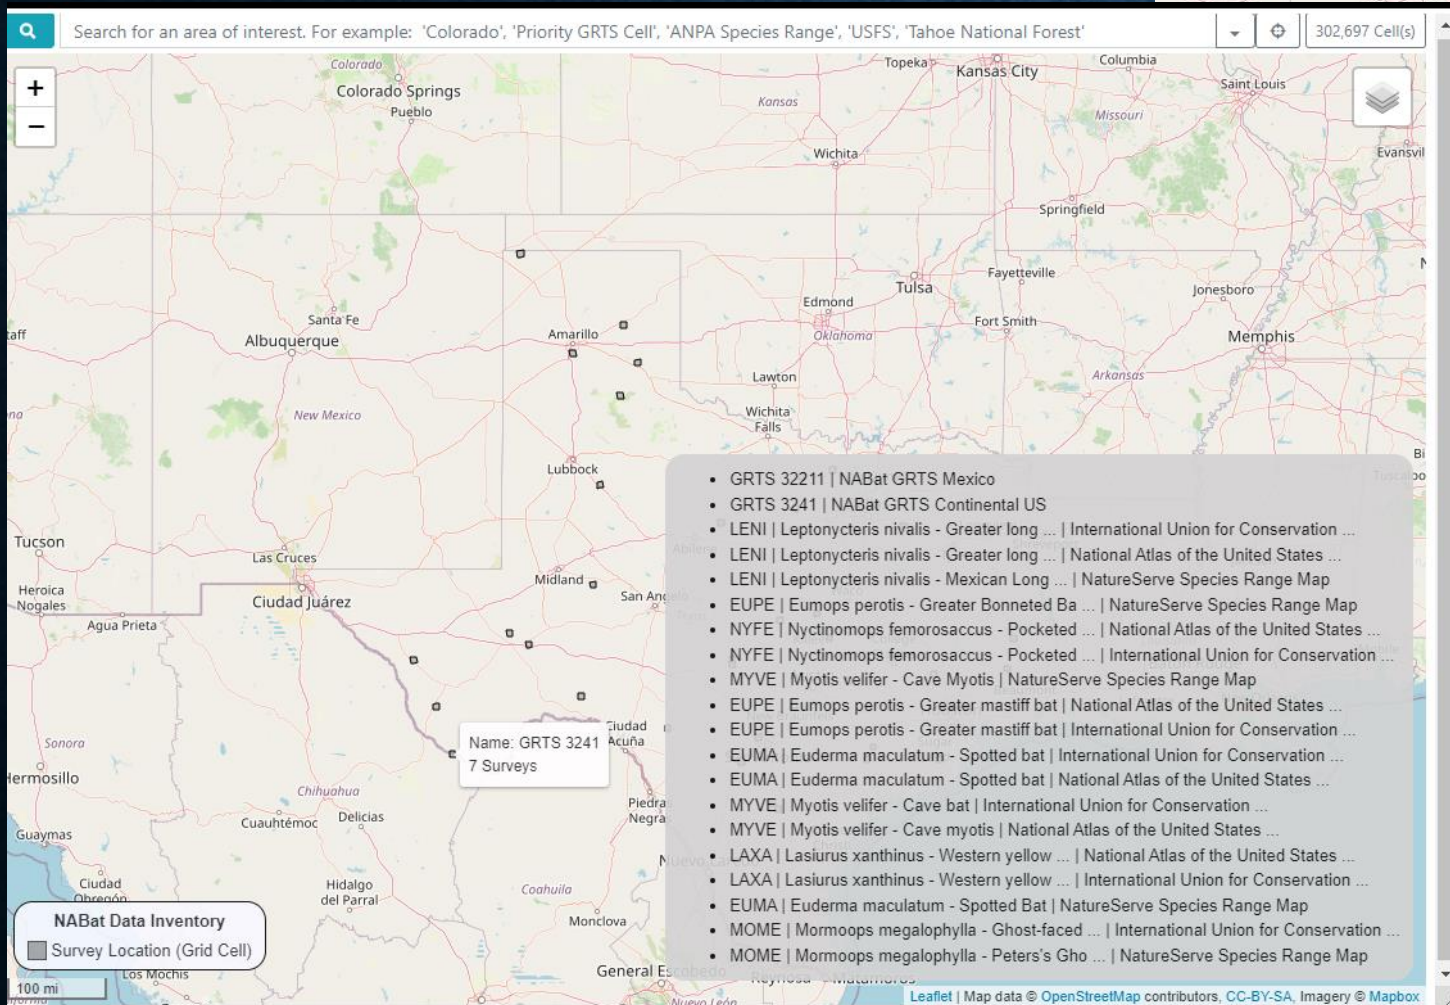 Search for an area of interest. For example: 'Colorado', 'Priority GRTS Cell', 'ANPA Species Range', 'USFS', 'Tahoe National Forest'
302,697 Cell(s)
+
−
Colorado
Colorado Springs
Pueblo
Topeka
Kansas City
Columbia
Saint Louis
Kansas
Missouri
Wichita
Evansvil
Springfield
Fayetteville
Tulsa
Jonesboro
Edmond
Oklahoma
Fort Smith
Memphis
Santa Fe
Albuquerque
Amarillo
aff
Lawton
Arkansas
New Mexico
Wichita
Falls
Lubbock
Bi
Tucson
Las Cruces
Ciudad Juárez
Midland
San Ang
Heroica
Nogales
Agua Prieta
Ciudad
Acuña
Name: GRTS 3241
7 Surveys
Sonora
Hermosillo
Chihuahua
Cuauhtémoc
Delicias
Piedra
Negra
Guaymas
Ciudad
Obregón
Hidalgo
del Parral
Coahuila
Monclova
Los Mochis
General Escobedo
Reynosa
Matamoros
Nuevo León
• GRTS 32211 | NABat GRTS Mexico
• GRTS 3241 | NABat GRTS Continental US
• LENI | Leptonycteris nivalis - Greater long ... | International Union for Conservation ...
• LENI | Leptonycteris nivalis - Greater long ... | National Atlas of the United States ...
• LENI | Leptonycteris nivalis - Mexican Long ... | NatureServe Species Range Map
• EUPE | Eumops perotis - Greater Bonneted Ba ... | NatureServe Species Range Map
• NYFE | Nyctinomops femorosaccus - Pocketed ... | National Atlas of the United States ...
• NYFE | Nyctinomops femorosaccus - Pocketed ... | International Union for Conservation ...
• MYVE | Myotis velifer - Cave Myotis | NatureServe Species Range Map
• EUPE | Eumops perotis - Greater mastiff bat | National Atlas of the United States ...
• EUPE | Eumops perotis - Greater mastiff bat | International Union for Conservation ...
• EUMA | Euderma maculatum - Spotted bat | International Union for Conservation ...
• EUMA | Euderma maculatum - Spotted bat | National Atlas of the United States ...
• MYVE | Myotis velifer - Cave bat | International Union for Conservation ...
• MYVE | Myotis velifer - Cave myotis | National Atlas of the United States ...
• LAXA | Lasiurus xanthinus - Western yellow ... | National Atlas of the United States ...
• LAXA | Lasiurus xanthinus - Western yellow ... | International Union for Conservation ...
• EUMA | Euderma maculatum - Spotted Bat | NatureServe Species Range Map
• MOME | Mormoops megalophylla - Ghost-faced ... | International Union for Conservation ...
• MOME | Mormoops megalophylla - Peters's Gho ... | NatureServe Species Range Map
NABat Data Inventory
Survey Location (Grid Cell)
100 mi
Leaflet | Map data © OpenStreetMap contributors, CC-BY-SA, Imagery © Mapbox